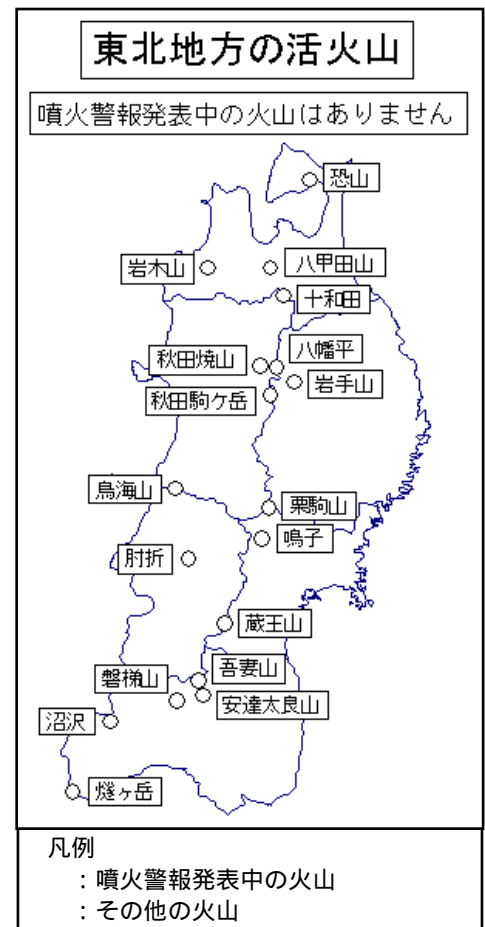 東北地方の活火山
噴火警報発表中の火山はありません
恐山
岩木山
八甲田山
十和田
八幡平
秋田焼山
岩手山
秋田駒ケ岳
鳥海山
栗駒山
鳴子
肘折
蔵王山
吾妻山
磐梯山
安達太良山
沼沢
燧ヶ岳
凡例
：噴火警報発表中の火山
：その他の火山